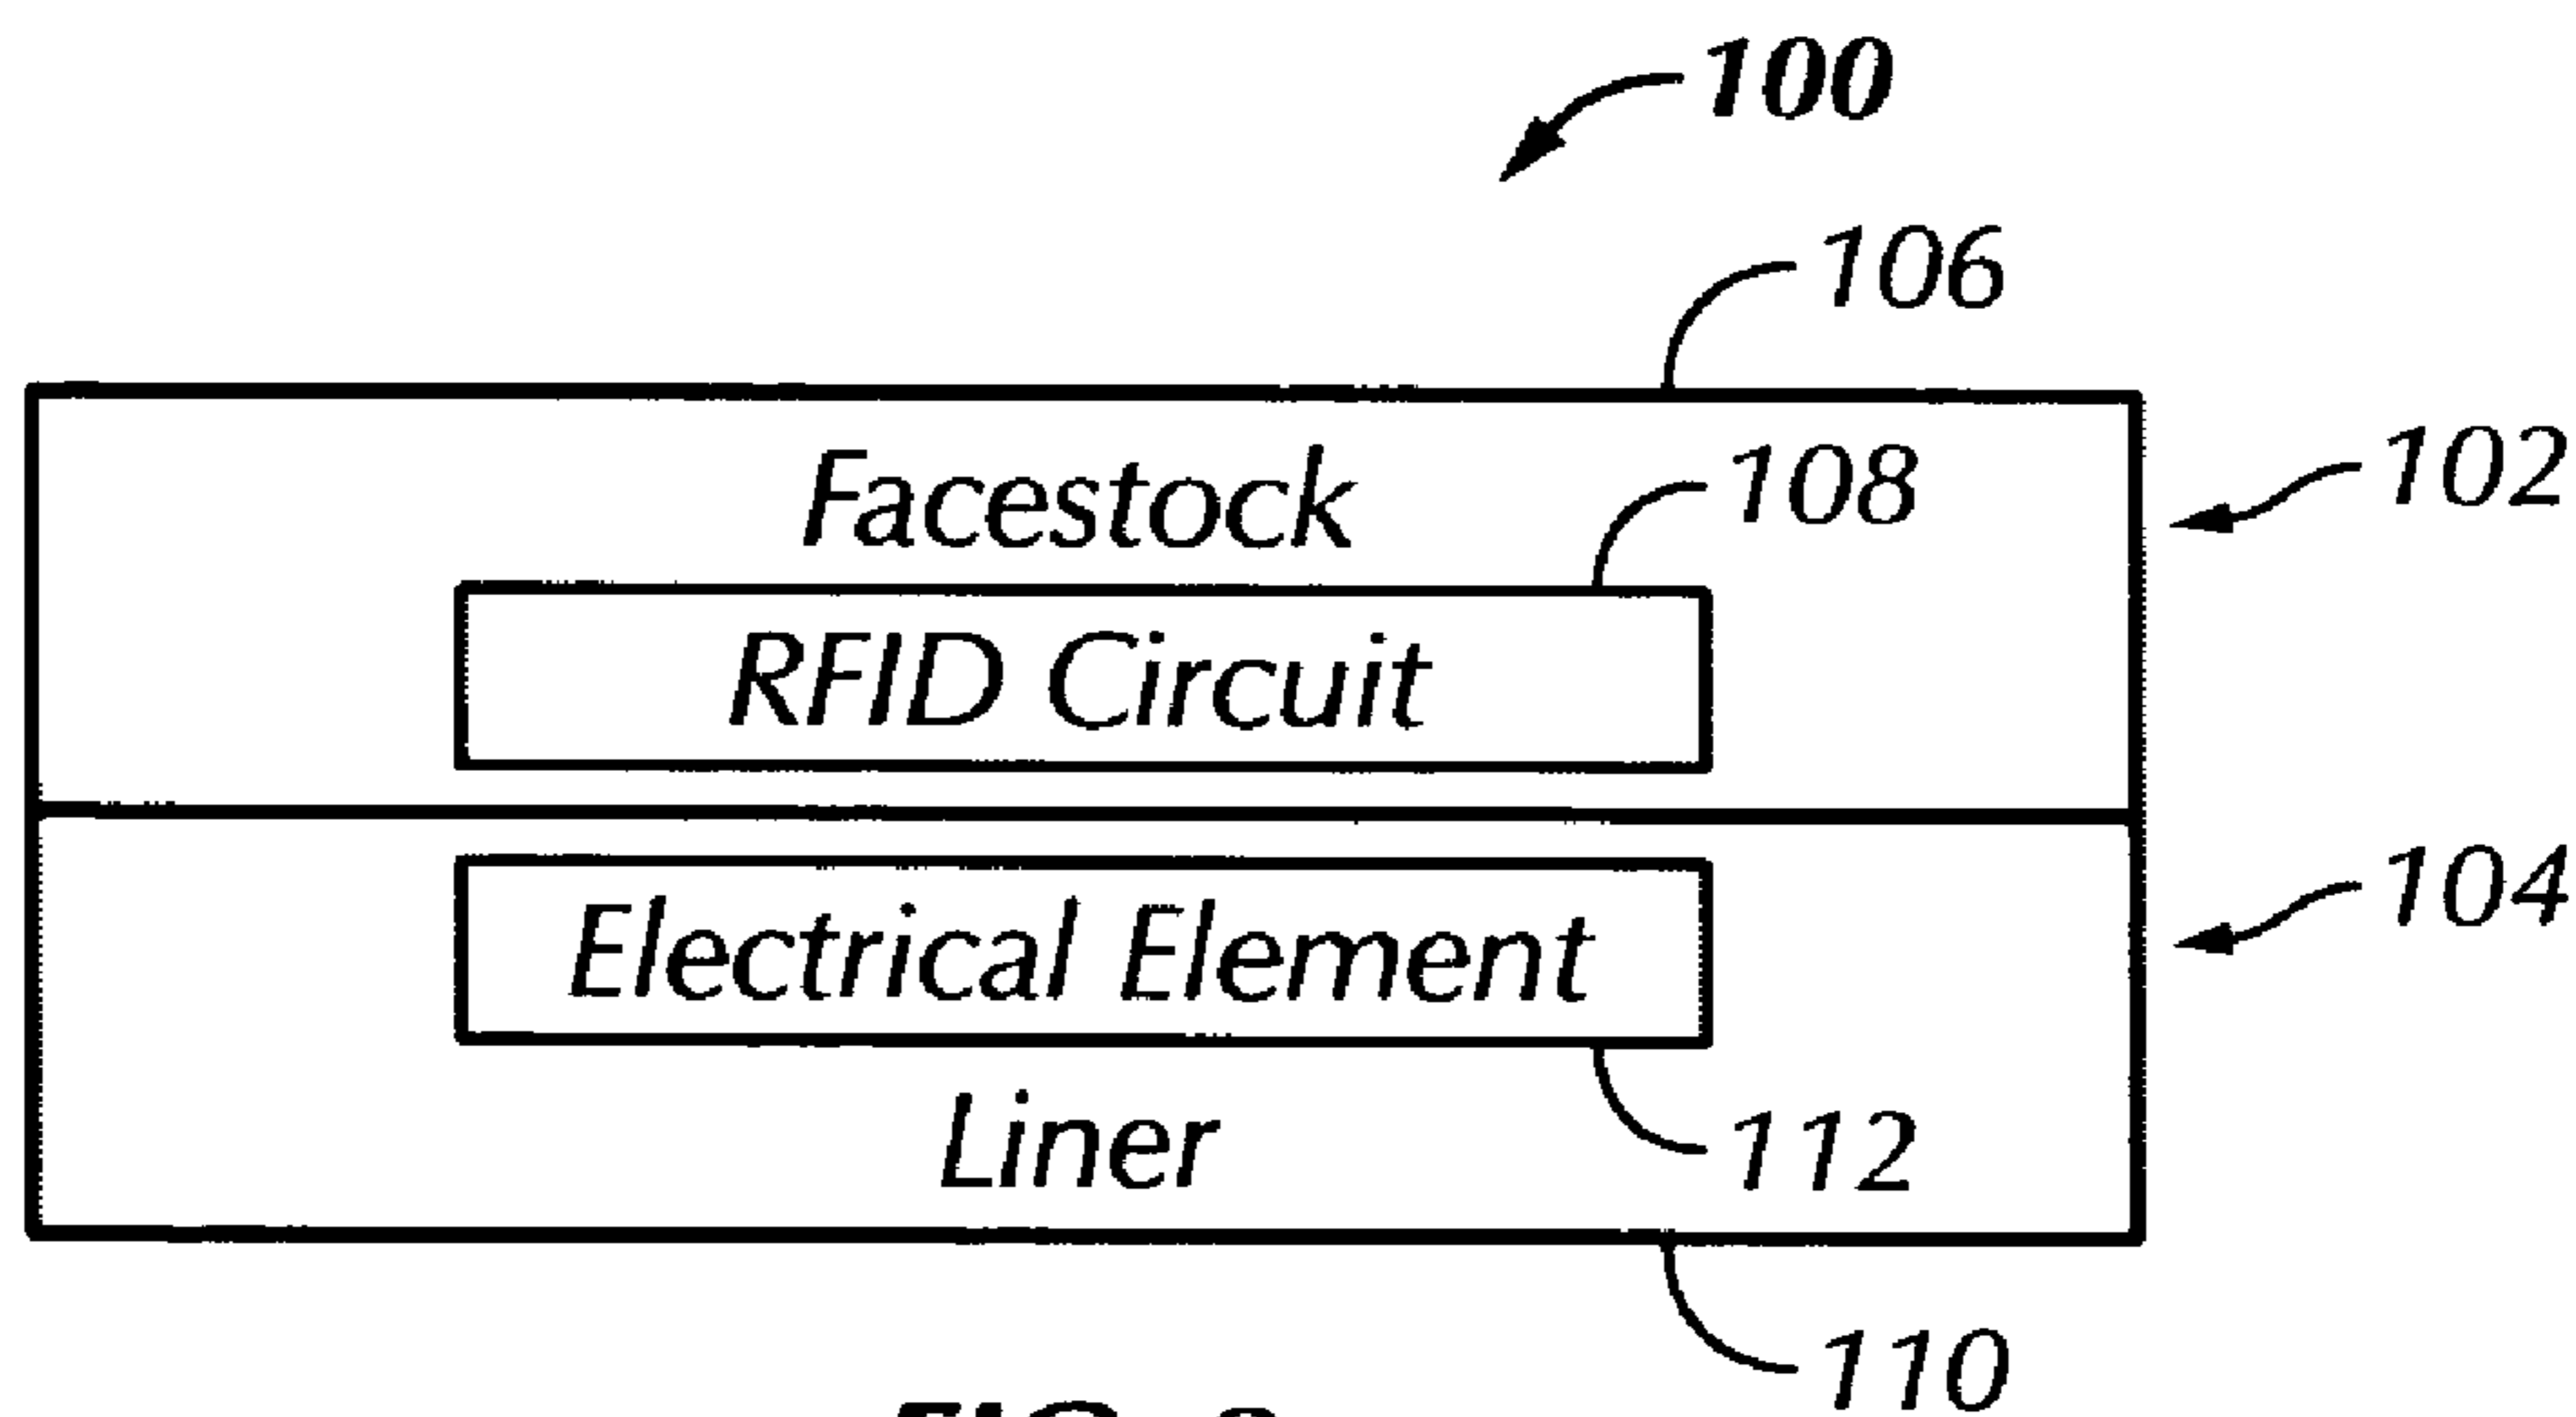 100
106
Facestock
108
102
RFID Circuit
Electrical Element
104
Liner
112
110